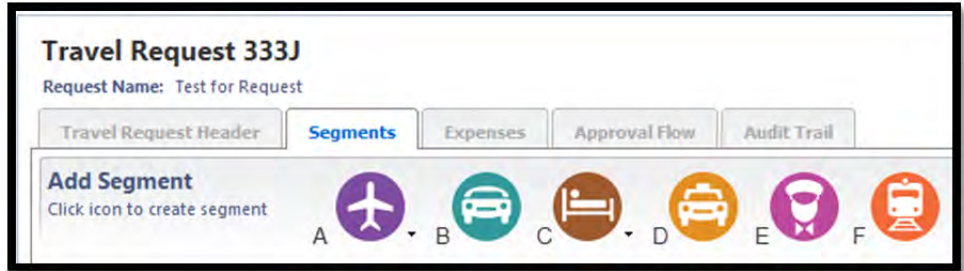 Travel Request 333J
Request Name: Test for Request
Travel Request Header Segments Expenses Approval Flow Audit Trail
Add Segment
Click icon to create segment
A B C D E F